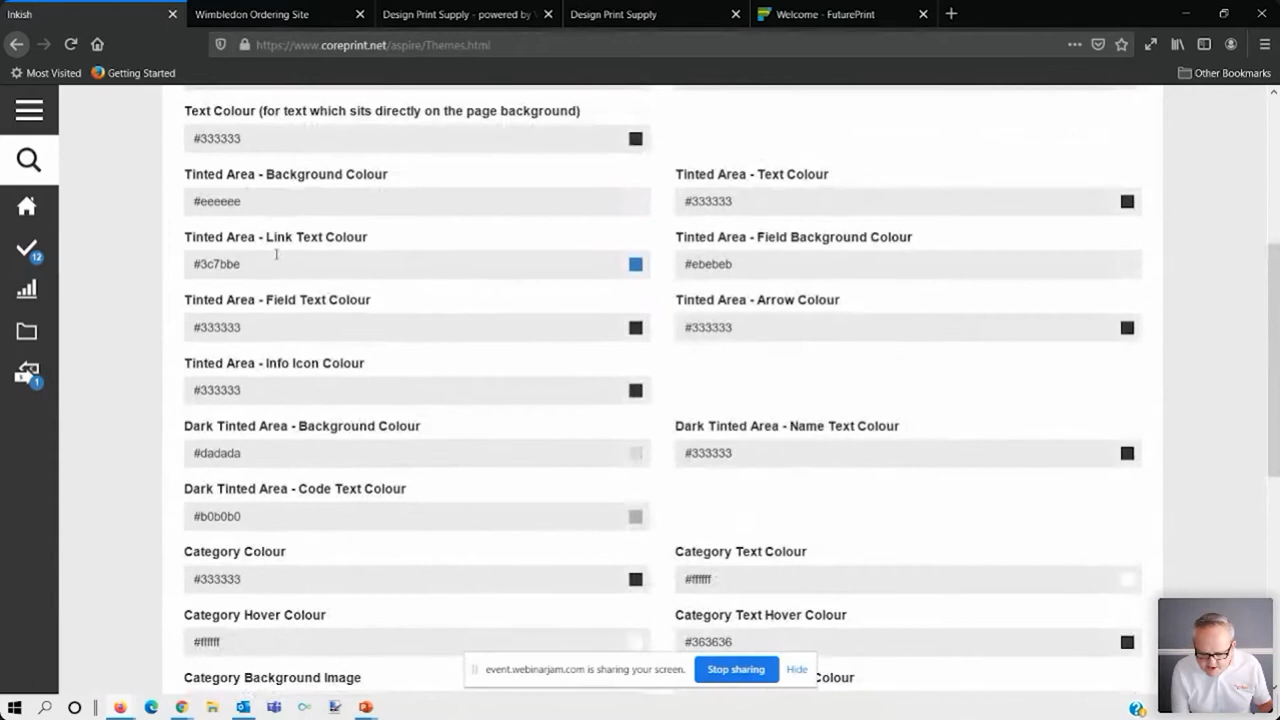 Inkish
Wimbledon Ordering Site
Design Print Supply - powered by
Design Print Supply
Welcome - FuturePrint
https://www.coreprint.net/aspire/Themes.html
Most Visited
Getting Started
Other Bookmarks
Text Colour (for text which sits directly on the page background)
#333333
Tinted Area - Background Colour
Tinted Area - Text Colour
#eeeeee
#333333
Tinted Area - Link Text Colour
Tinted Area - Field Background Colour
#3c7bbe
#ebebeb
Tinted Area - Field Text Colour
Tinted Area - Arrow Colour
#333333
#333333
Tinted Area - Info Icon Colour
#333333
Dark Tinted Area - Background Colour
Dark Tinted Area - Name Text Colour
#dadada
#333333
Dark Tinted Area - Code Text Colour
#b0b0b0
Category Colour
Category Text Colour
#333333
#ffffff
Category Hover Colour
Category Text Hover Colour
#ffffff
#363636
event.webinarjam.com is sharing your screen.
Stop sharing
Hide
Category Background Image
Colour
12
1